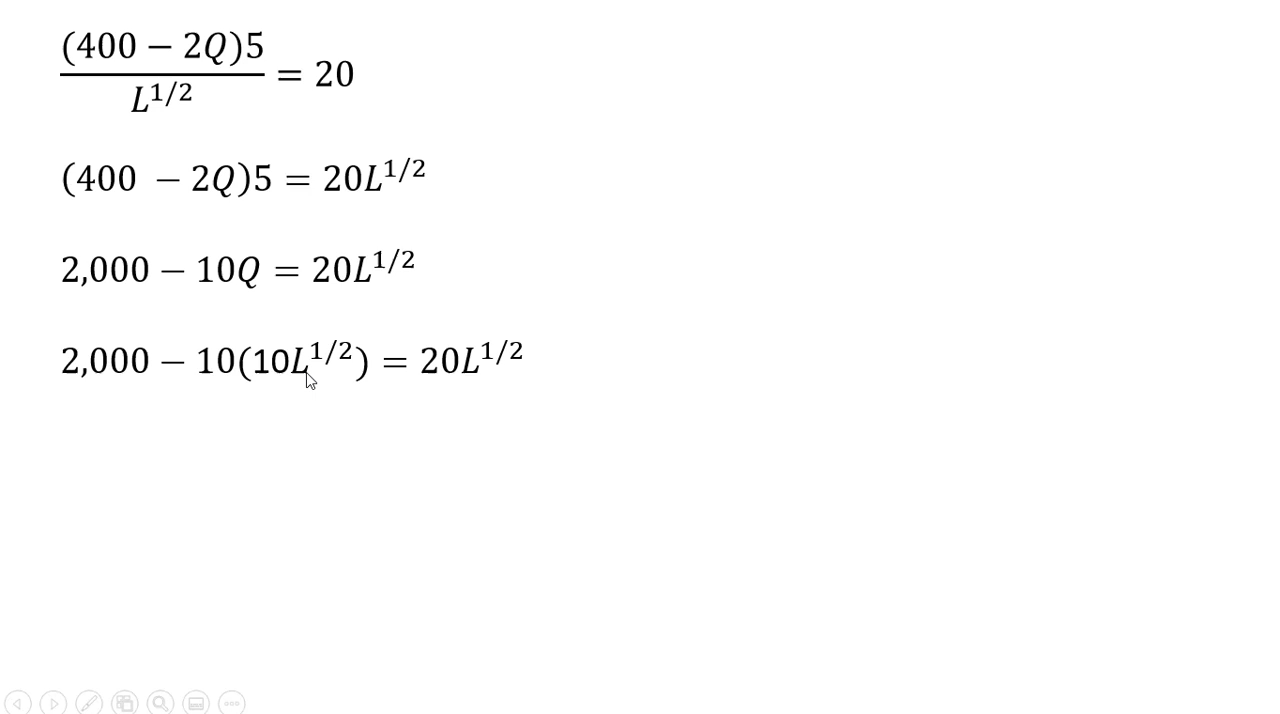 (400 − 2Q)5 / L^1/2 = 20
(400 − 2Q)5 = 20L^1/2
2,000 − 10Q = 20L^1/2
2,000 − 10(10L^1/2) = 20L^1/2